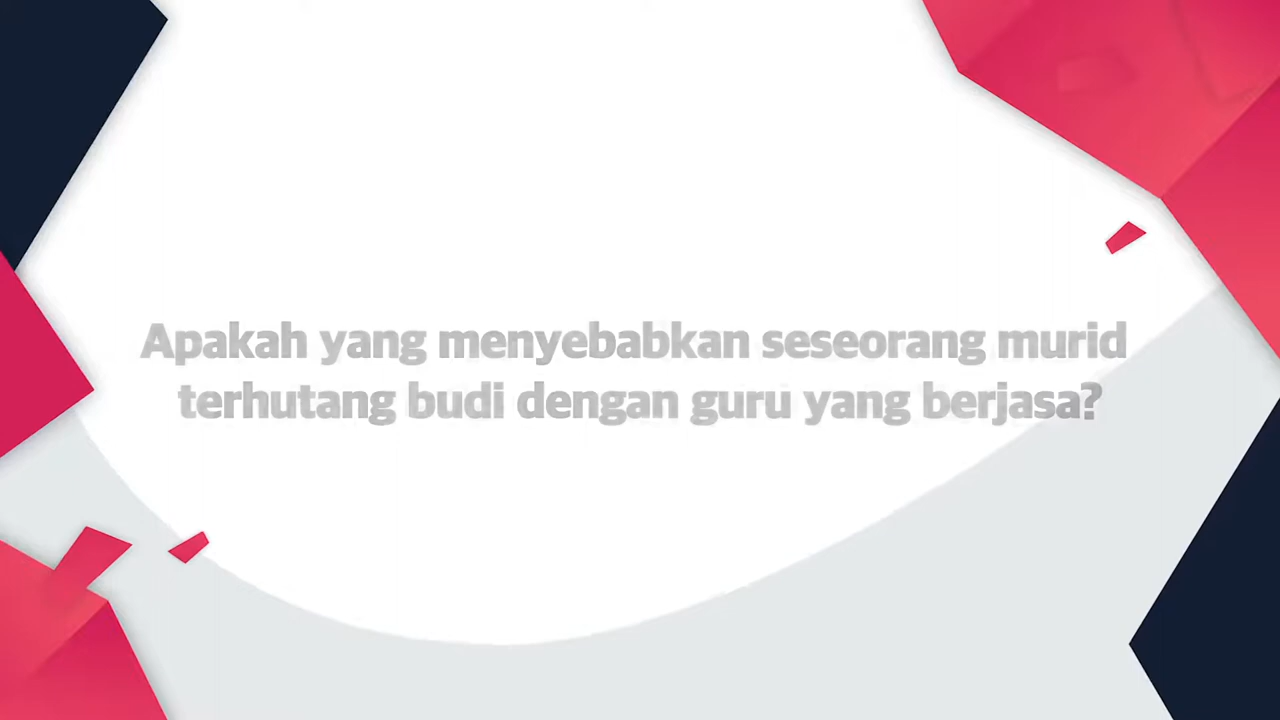 Apakah yang menyebabkan seseorang murid
terhutang budi dengan guru yang berjasa?